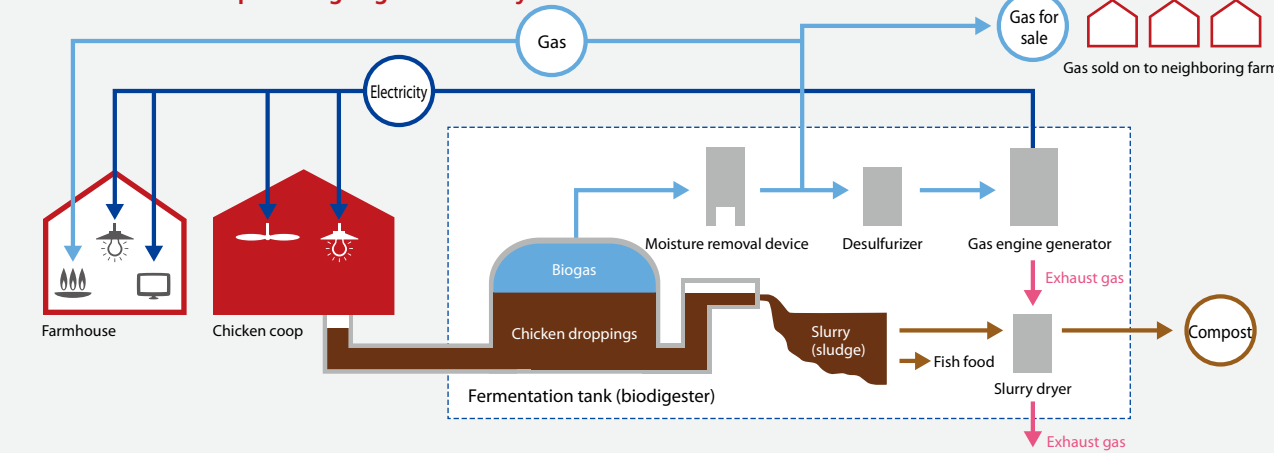 Gas
Gas for
sale
Gas sold on to neighboring farm
Electricity
Moisture removal device
Desulfurizer
Gas engine generator
Biogas
Exhaust gas
Farmhouse
Chicken coop
Chicken droppings
Slurry
(sludge)
Compost
Fish food
Slurry dryer
Fermentation tank (biodigester)
Exhaust gas